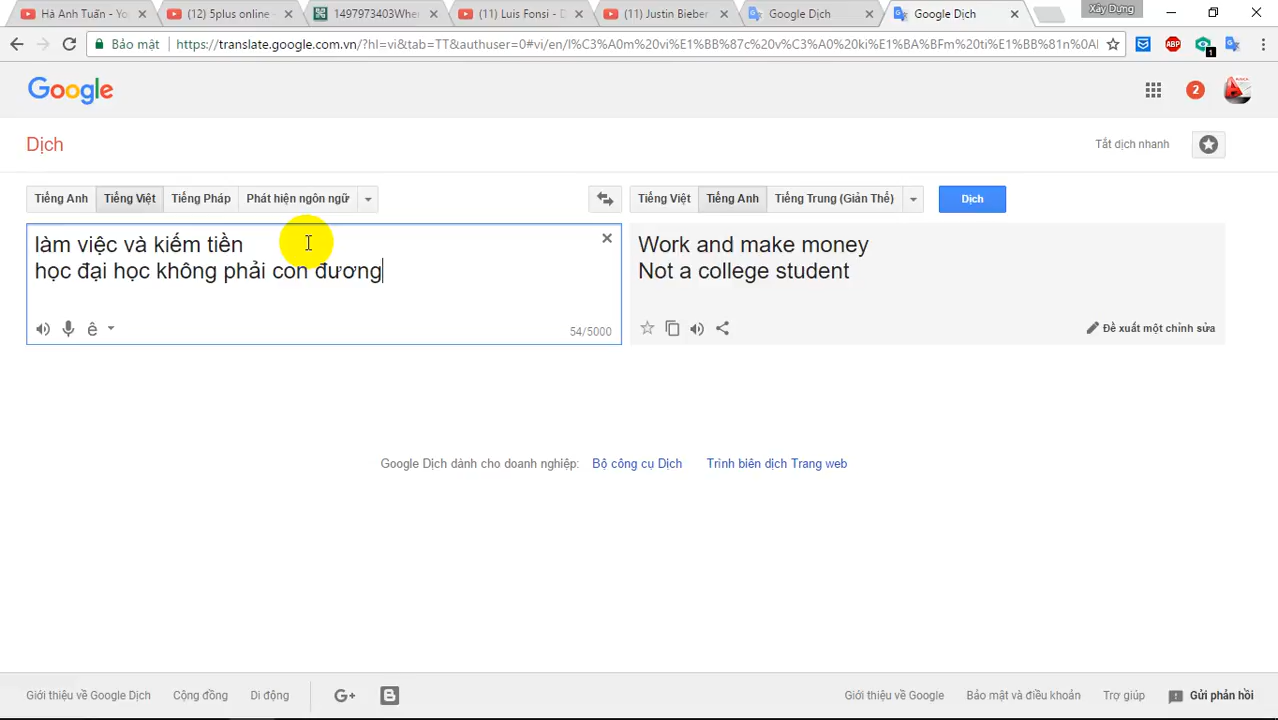 Hà Anh Tuấn - Yo
(12) 5plus online -
1497973403Wher
(11) Luis Fonsi - D
(11) Justin Bieber
Google Dịch
Google Dịch
Xây Dựng
Bảo mật
https://translate.google.com.vn/?hl=vi&tab=TT&authuser=0#vi/en/l%C3%A0m%20vi%E1%BB%87c%20v%C3%A0%20ki%E1%BA%BFm%20ti%E1%BB%81n%0A
ABP
1
Google
2
Dịch
Tắt dịch nhanh
Tiếng Anh
Tiếng Việt
Tiếng Pháp
Phát hiện ngôn ngữ
Tiếng Việt
Tiếng Anh
Tiếng Trung (Giản Thể)
Dịch
làm việc và kiếm tiền
học đại học không phải con đương
ê
54/5000
Work and make money
Not a college student
Đề xuất một chỉnh sửa
Google Dịch dành cho doanh nghiệp:
Bộ công cụ Dịch
Trình biên dịch Trang web
Giới thiệu về Google Dịch
Cộng đồng
Di động
G+
Giới thiệu về Google
Bảo mật và điều khoản
Trợ giúp
Gửi phản hồi